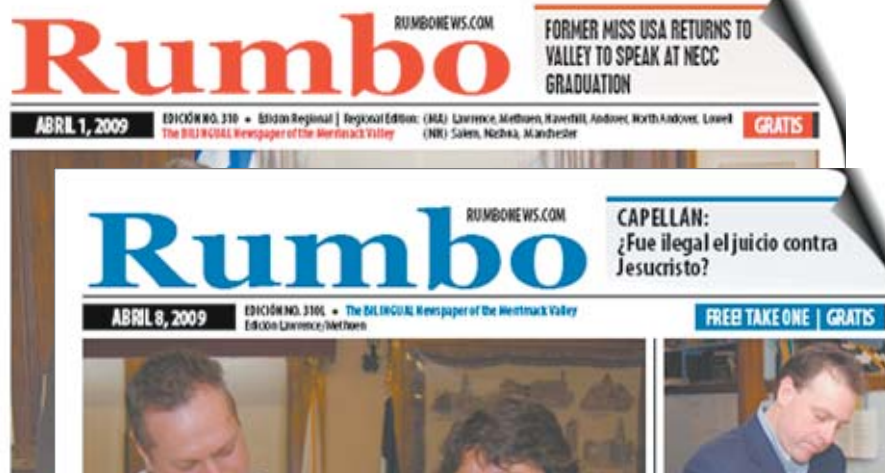 RUMBONEWS.COM
Rumbo
FORMER MISS USA RETURNS TO
VALLEY TO SPEAK AT NECC
GRADUATION
ABRIL 1, 2009
EDICIÓN NO. 310 • Edición Regional | Regional Edition: (MA) Lawrence, Methuen, Haverhill, Andover, North Andover, Lowell
The BILINGUAL Newspaper of the Merrimack Valley (NH) Salem, Nashua, Manchester
GRATIS
RUMBONEWS.COM
Rumbo
CAPELLÁN:
¿Fue ilegal el juicio contra
Jesucristo?
ABRIL 8, 2009
EDICIÓN NO. 310L • The BILINGUAL Newspaper of the Merrimack Valley
Edición Lawrence/Methuen
FREE! TAKE ONE | GRATIS